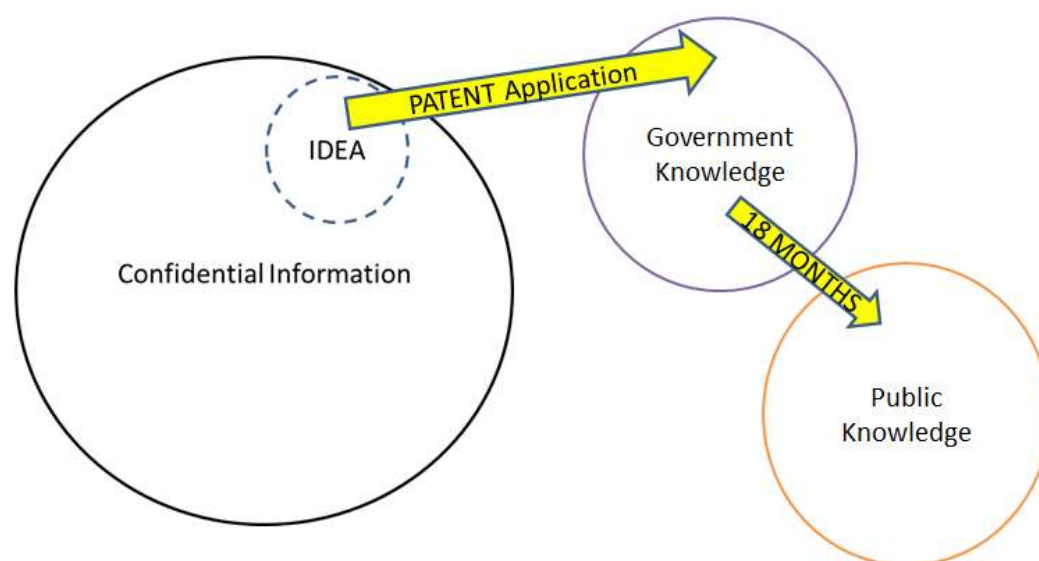 PATENT Application
IDEA
Government
Knowledge
Confidential Information
18 MONTHS
Public
Knowledge